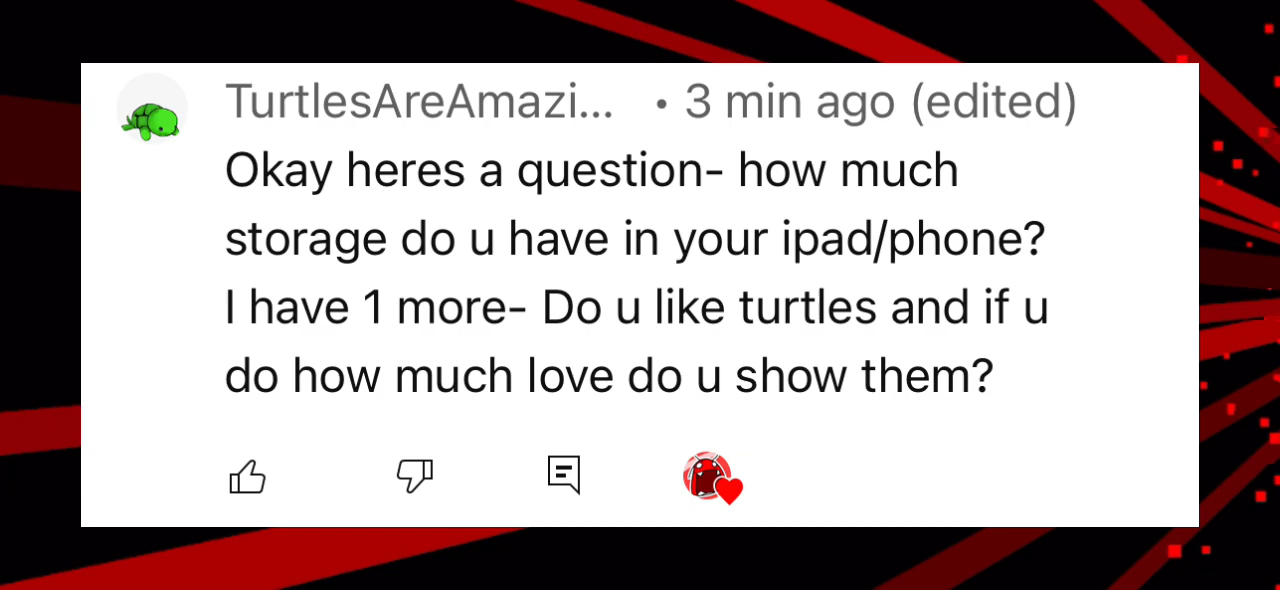 TurtlesAreAmazi... • 3 min ago (edited)
Okay heres a question- how much
storage do u have in your ipad/phone?
I have 1 more- Do u like turtles and if u
do how much love do u show them?